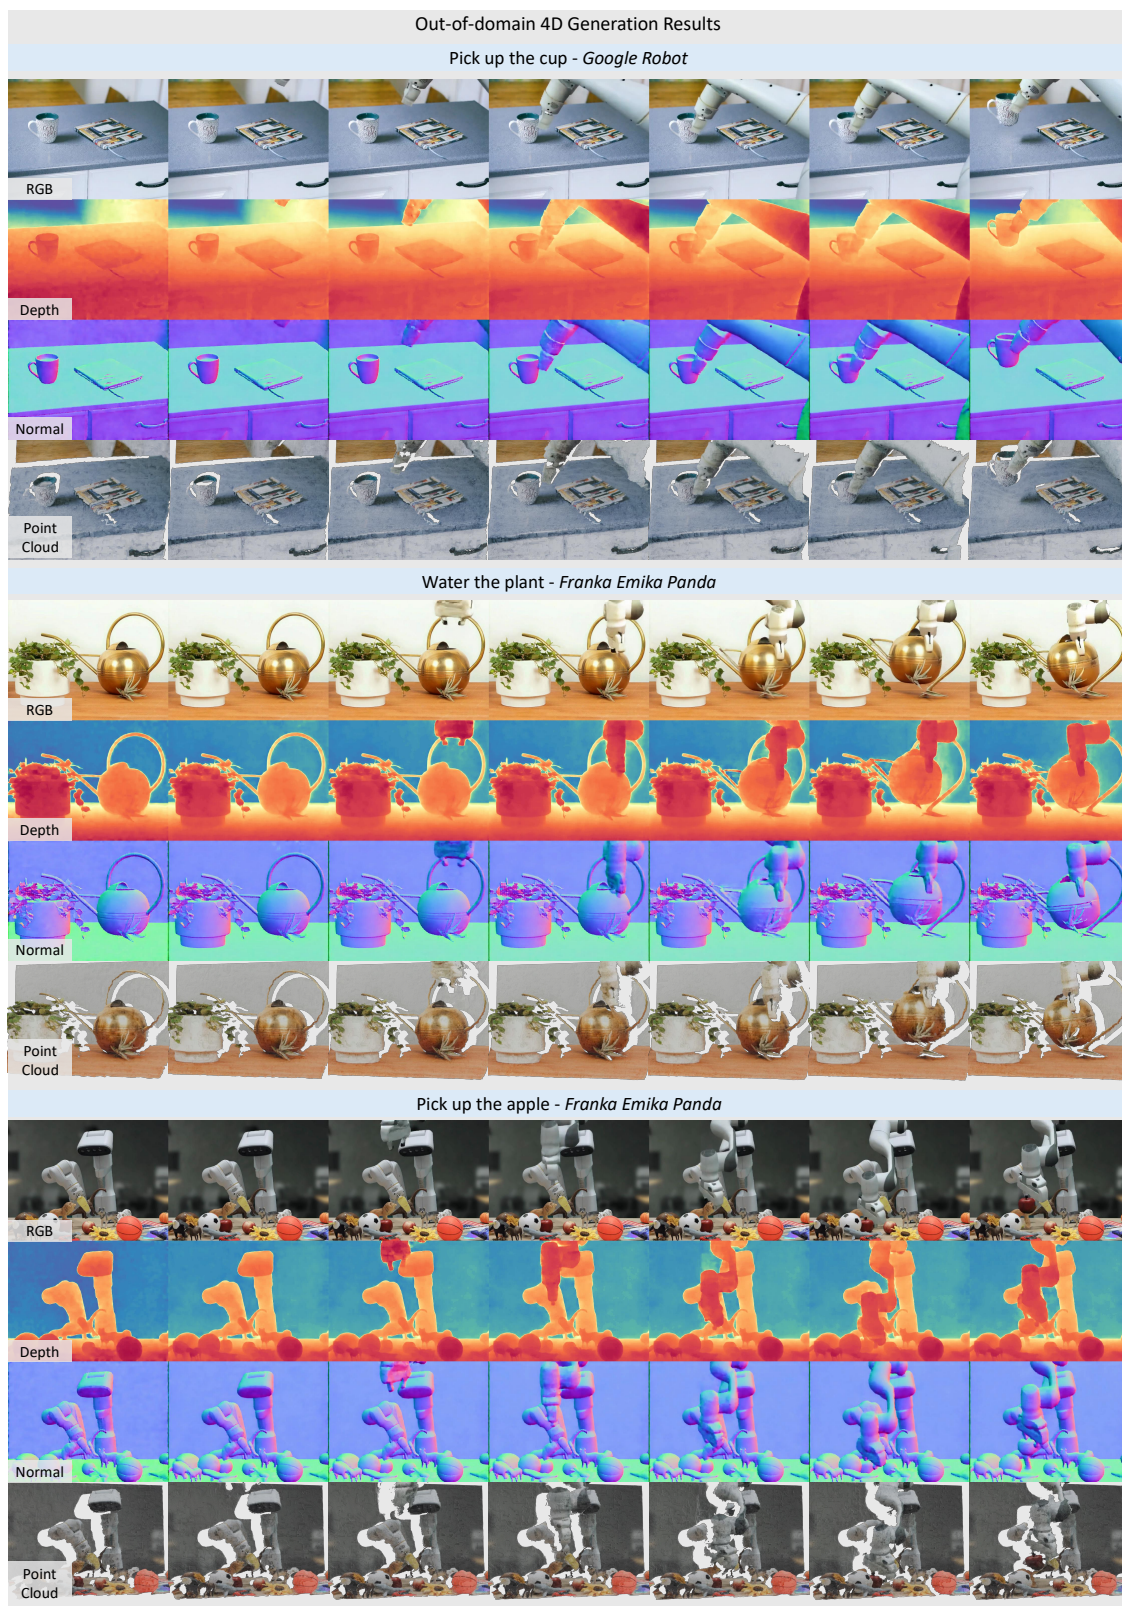 Out-of-domain 4D Generation Results
Pick up the cup - Google Robot
RGB
Depth
Normal
Point
Cloud
Water the plant - Franka Emika Panda
RGB
Depth
Normal
Point
Cloud
Pick up the apple - Franka Emika Panda
RGB
Depth
Normal
Point
Cloud